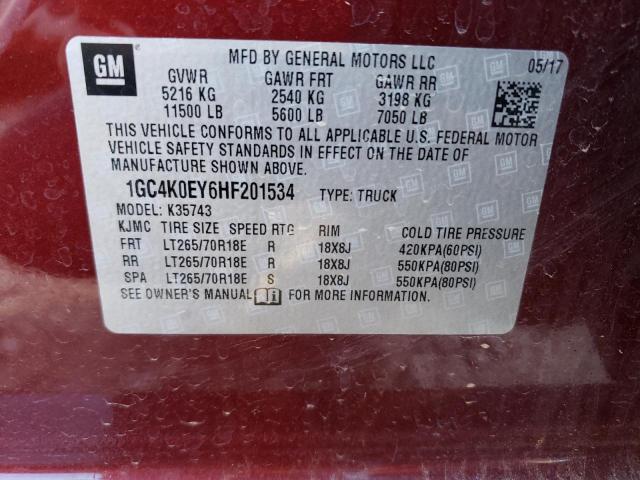 GM
MFD BY GENERAL MOTORS LLC 05/17
GVWR GAWR FRT GAWR RR
5216 KG 2540 KG 3198 KG
11500 LB 5600 LB 7050 LB
THIS VEHICLE CONFORMS TO ALL APPLICABLE U.S. FEDERAL MOTOR
VEHICLE SAFETY STANDARDS IN EFFECT ON THE DATE OF
MANUFACTURE SHOWN ABOVE.
1GC4K0EY6HF201534 TYPE: TRUCK
MODEL: K35743
KJMC TIRE SIZE SPEED RTG RIM COLD TIRE PRESSURE
FRT LT265/70R18E R 18X8J 420KPA(60PSI)
RR LT265/70R18E R 18X8J 550KPA(80PSI)
SPA LT265/70R18E S 18X8J 550KPA(80PSI)
SEE OWNER'S MANUAL FOR MORE INFORMATION.